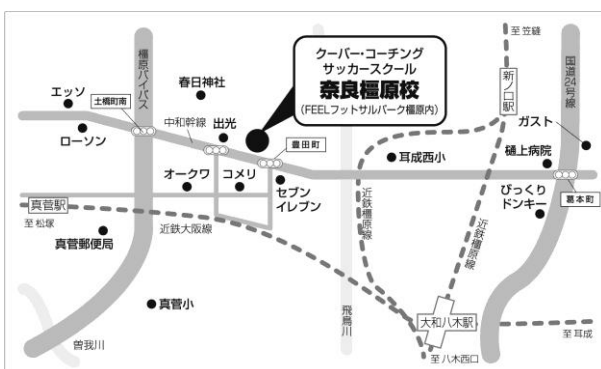 クーバー・コーチング
サッカースクール
奈良橿原校
(FEELフットサルパーク橿原内)
至 笠縫
国道24号線
橿原バイパス
新ノ口駅
エッソ
春日神社
土橋町南
中和幹線
出光
ガスト
ローソン
豊田町
耳成西小
樋上病院
オークワ
コメリ
セブン
イレブン
びっくり
ドンキー
葛本町
真菅駅
至 松塚
近鉄大阪線
近鉄橿原線
近鉄橿原線
真菅郵便局
真菅小
飛鳥川
大和八木駅
曽我川
至 八木西口
至 耳成